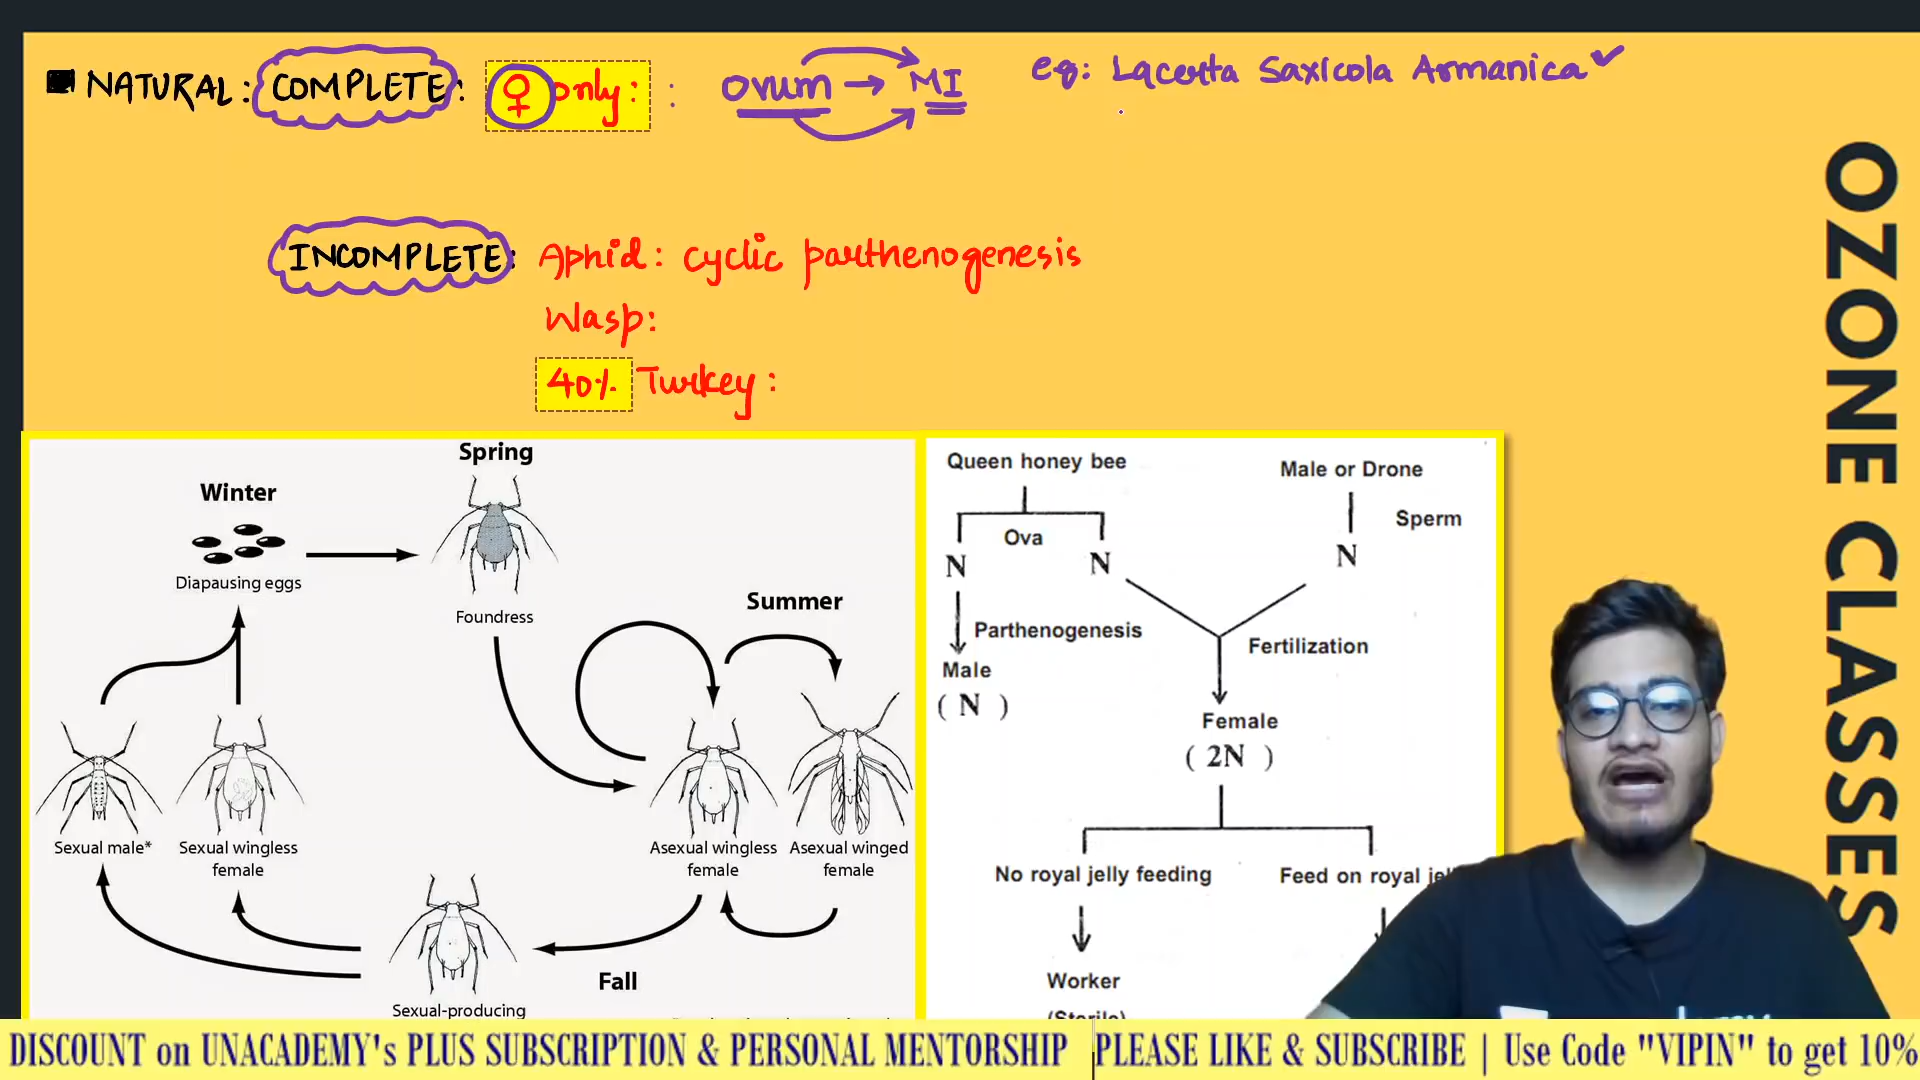 NATURAL: COMPLETE: ♀ only: : ovum → MI eg: Lacerta Saxicola Armanica ✓
INCOMPLETE: Aphid: cyclic parthenogenesis
Wasp:
40% Turkey:
OZONE CLASSES
Spring
Winter
Diapausing eggs
Foundress
Summer
Sexual male*
Sexual wingless
female
Asexual wingless
female
Asexual winged
female
Fall
Sexual-producing
Queen honey bee
Male or Drone
Sperm
Ova
N
N
N
Parthenogenesis
Fertilization
Male
( N )
Female
( 2N )
No royal jelly feeding
Feed on royal
Worker
(Sterile)
DISCOUNT on UNACADEMY's PLUS SUBSCRIPTION & PERSONAL MENTORSHIP
PLEASE LIKE & SUBSCRIBE | Use Code "VIPIN" to get 10%